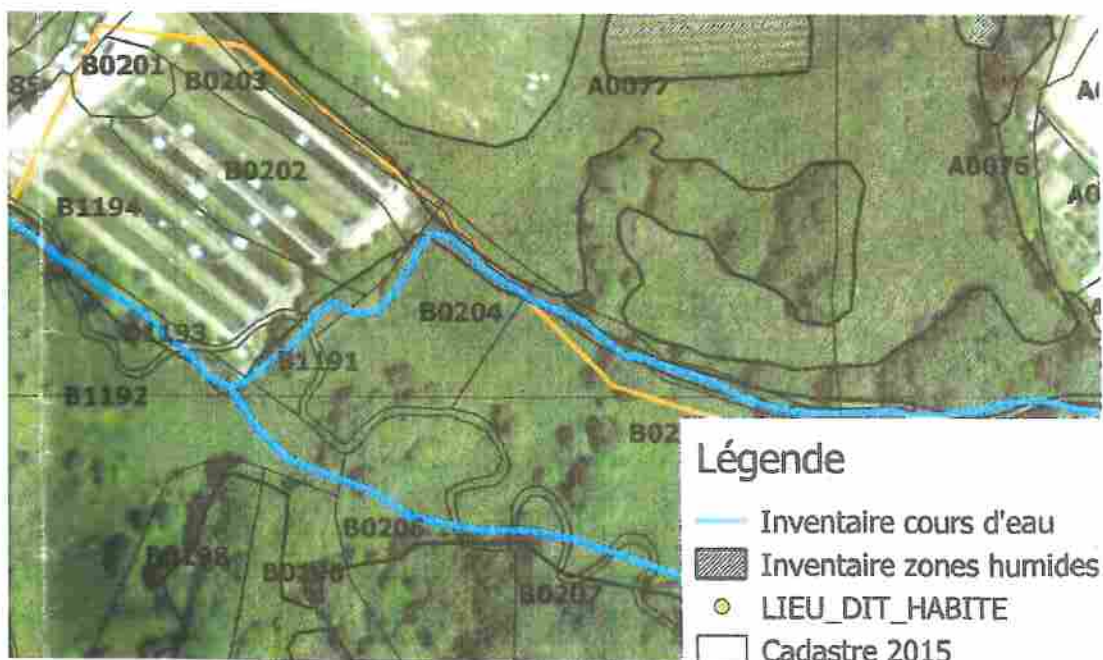 B0201
B0203
A0077
B0202
A0076
B1194
B0204
B1191
B1192
Légende
Inventaire cours d'eau
Inventaire zones humides
B0206
LIEU_DIT_HABITE
B0207
Cadastre 2015